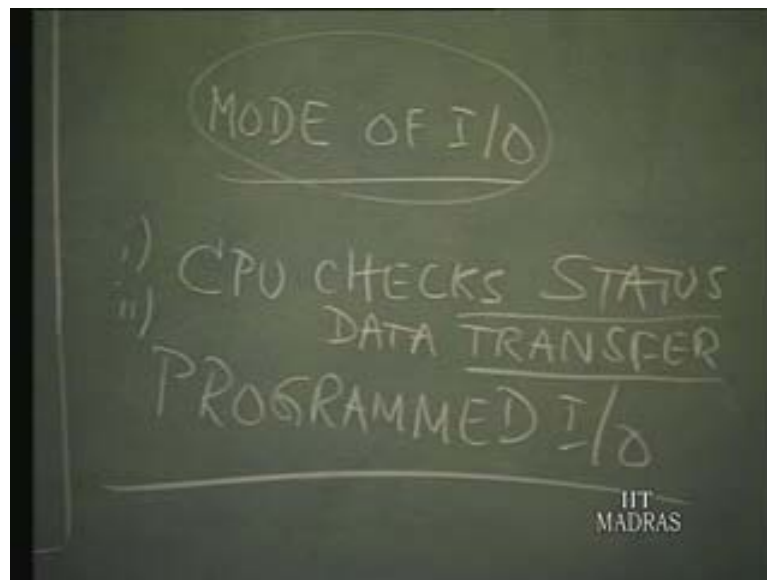 MODE OF I/O
i) CPU CHECKS STATUS
ii) DATA TRANSFER
PROGRAMMED I/O
IIT
MADRAS